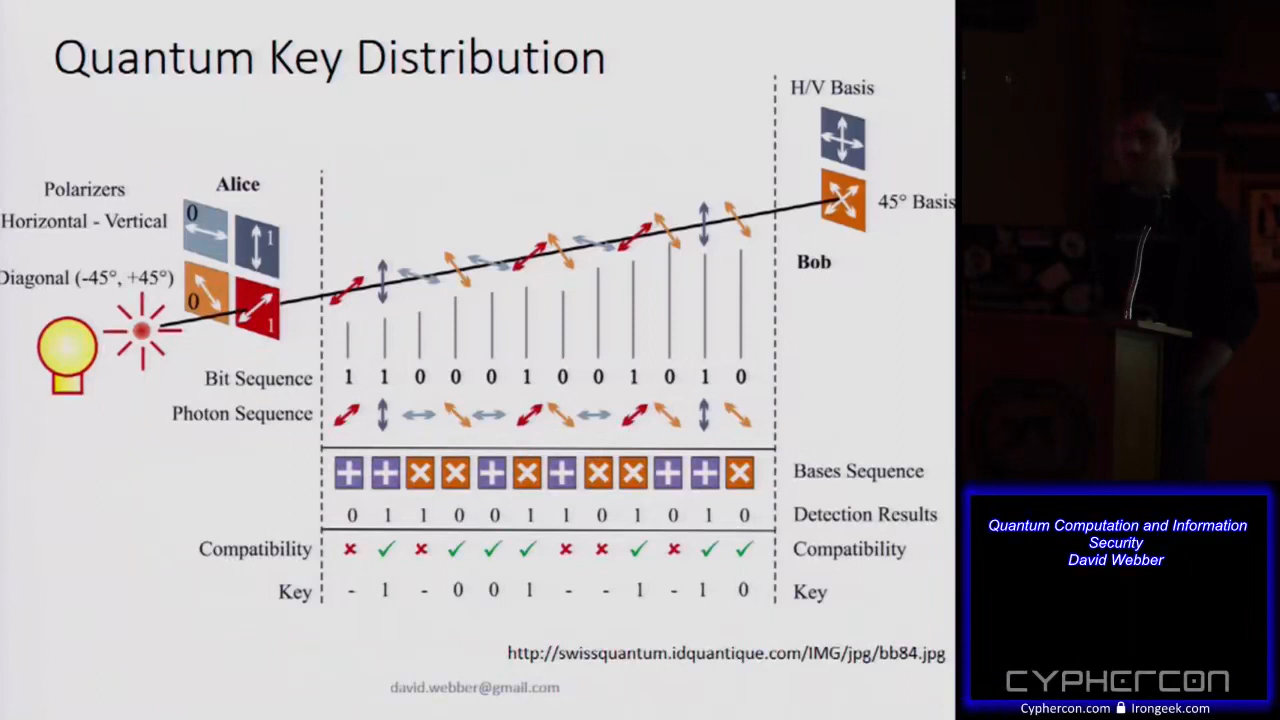 Quantum Key Distribution
H/V Basis
Polarizers
Alice
Horizontal - Vertical
0
1
45° Basis
Diagonal (-45°, +45°)
0
1
Bob
Bit Sequence 1 1 0 0 0 1 0 0 1 0 1 0
Photon Sequence
Bases Sequence
0 1 1 0 0 1 1 0 1 0 1 0 Detection Results
Compatibility Compatibility
Key - 1 - 0 0 1 - - 1 - 1 0 Key
http://swissquantum.idquantique.com/IMG/jpg/bb84.jpg
david.webber@gmail.com
Quantum Computation and Information
Security
David Webber
CYPHERCON
Cyphercon.com Irongeek.com